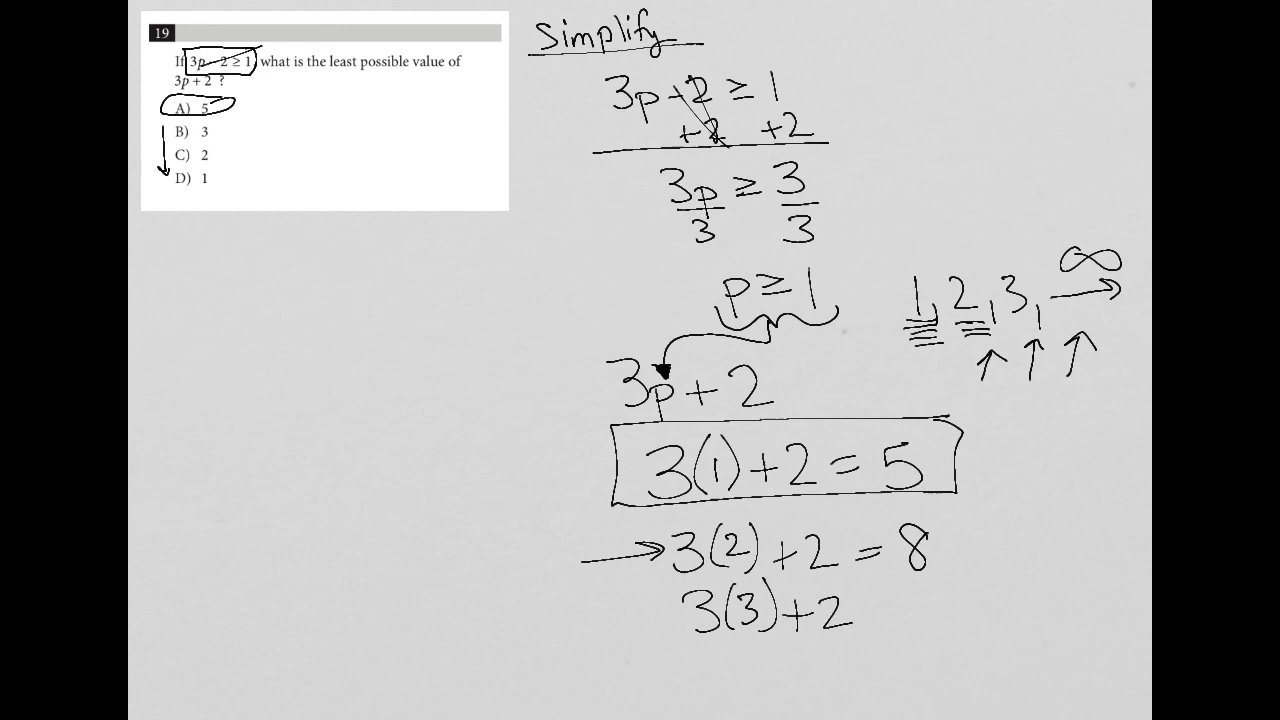 19
If 3p − 2 ≥ 1, what is the least possible value of
3p + 2 ?
A) 5
B) 3
C) 2
D) 1
Simplify
3p - 2 ≥ 1
+2 +2
3p ≥ 3
3 3
p ≥ 1
1, 2, 3, → ∞
3p + 2
3(1) + 2 = 5
→ 3(2) + 2 = 8
3(3) + 2